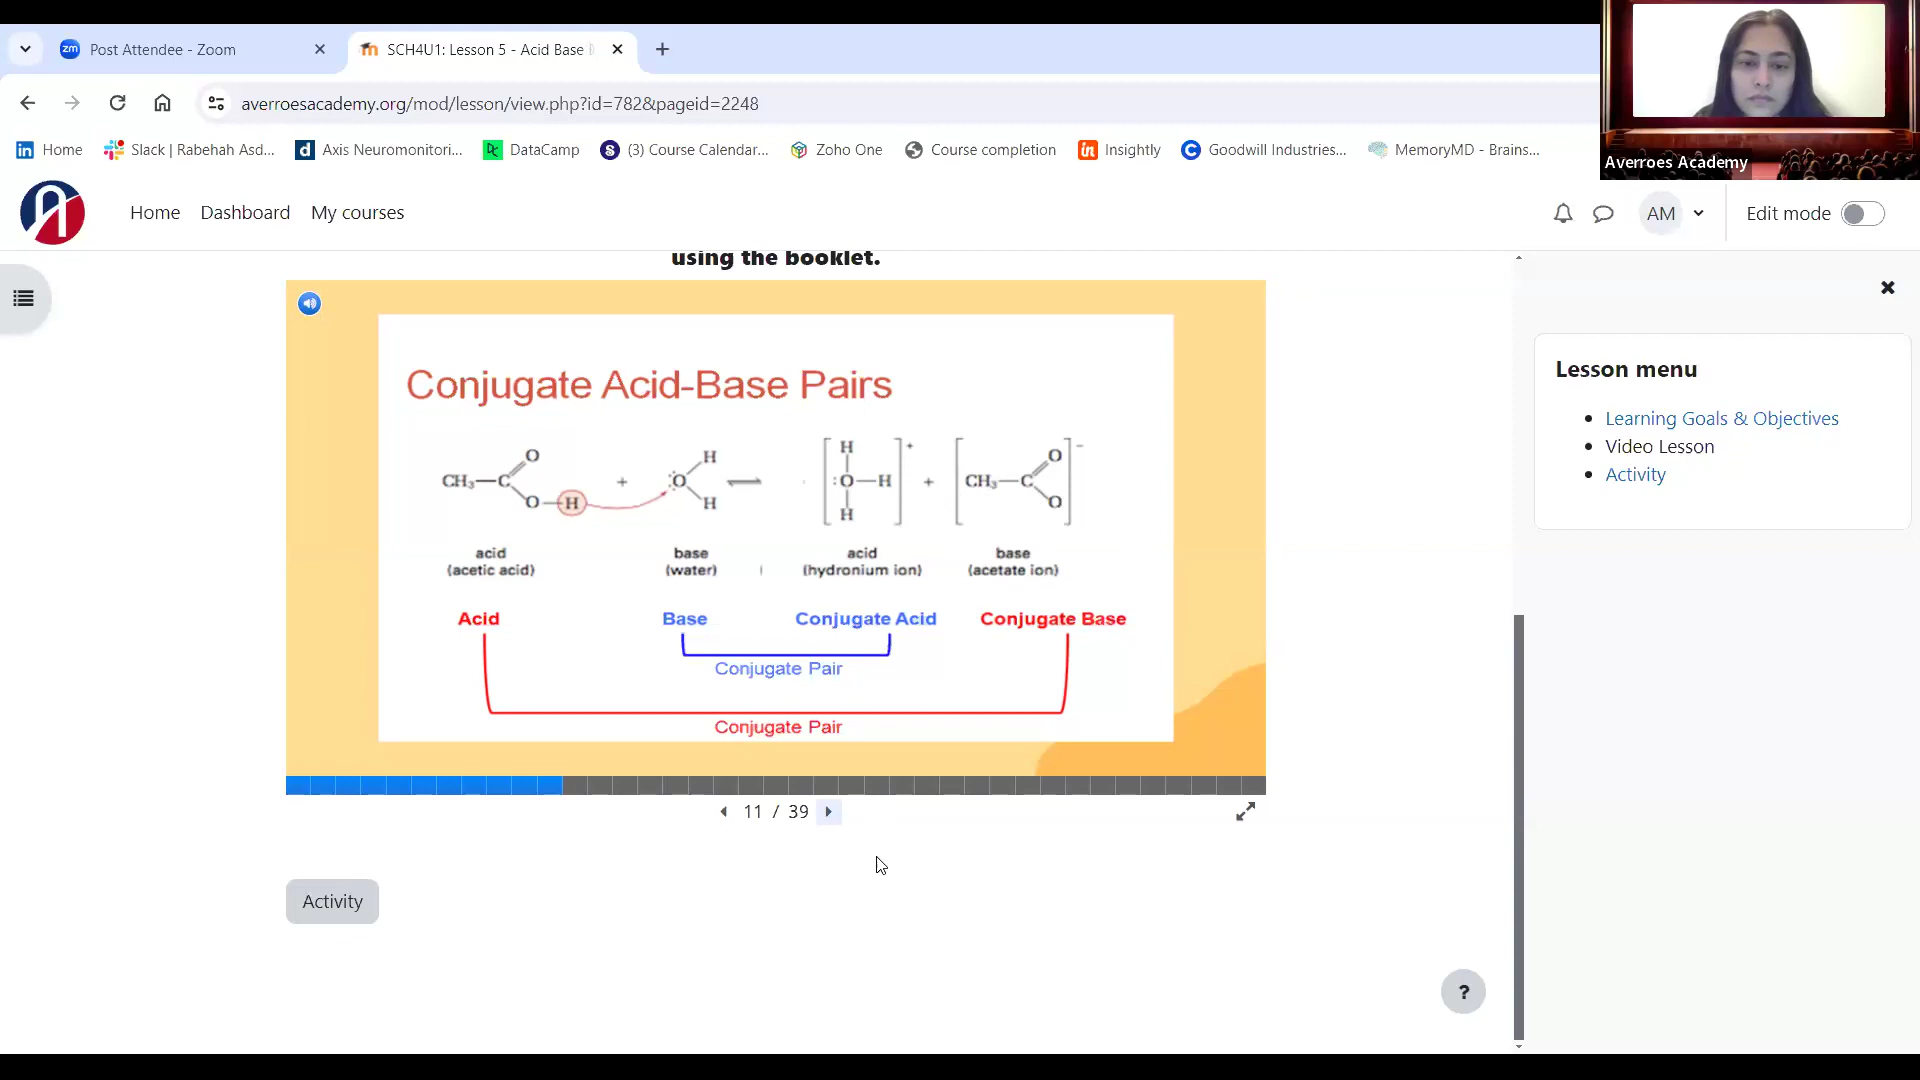 Post Attendee - Zoom
SCH4U1: Lesson 5 - Acid Base
averroesacademy.org/mod/lesson/view.php?id=782&pageid=2248
Home
Slack | Rabehah Asd...
Axis Neuromonitori...
DataCamp
(3) Course Calendar...
Zoho One
Course completion
Insightly
Goodwill Industries...
MemoryMD - Brains...
Averroes Academy
Home
Dashboard
My courses
AM
Edit mode
using the booklet.
Conjugate Acid-Base Pairs
CH₃—C O O—H + :O: H H ⇌ [H :O—H H]+ + [CH₃—C O O]−
acid
(acetic acid)
base
(water)
acid
(hydronium ion)
base
(acetate ion)
Acid
Base
Conjugate Acid
Conjugate Base
Conjugate Pair
Conjugate Pair
11 / 39
Activity
Lesson menu
Learning Goals & Objectives
Video Lesson
Activity
?